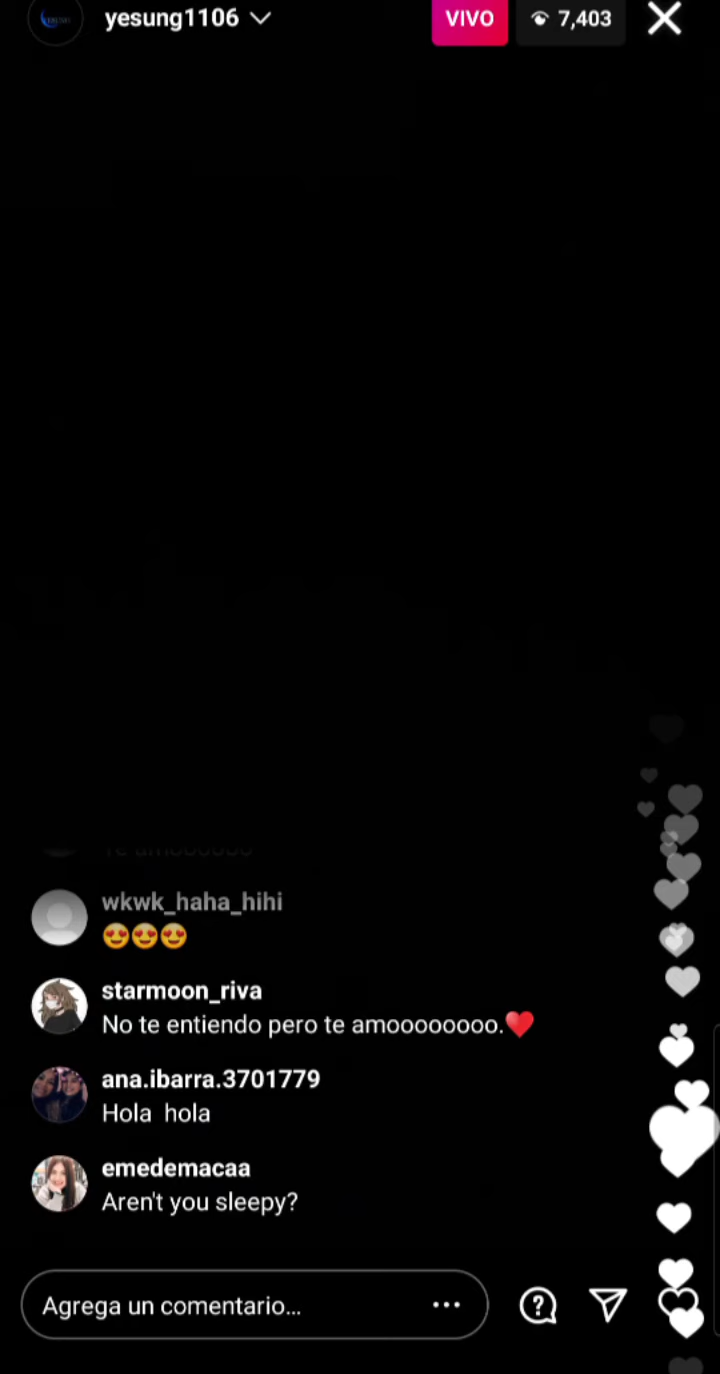 yesung1106
VIVO
7,403
wkwk_haha_hihi
😍😍😍
starmoon_riva
No te entiendo pero te amoooooooo.♥️
ana.ibarra.3701779
Hola hola
emedemacaa
Aren't you sleepy?
Agrega un comentario...